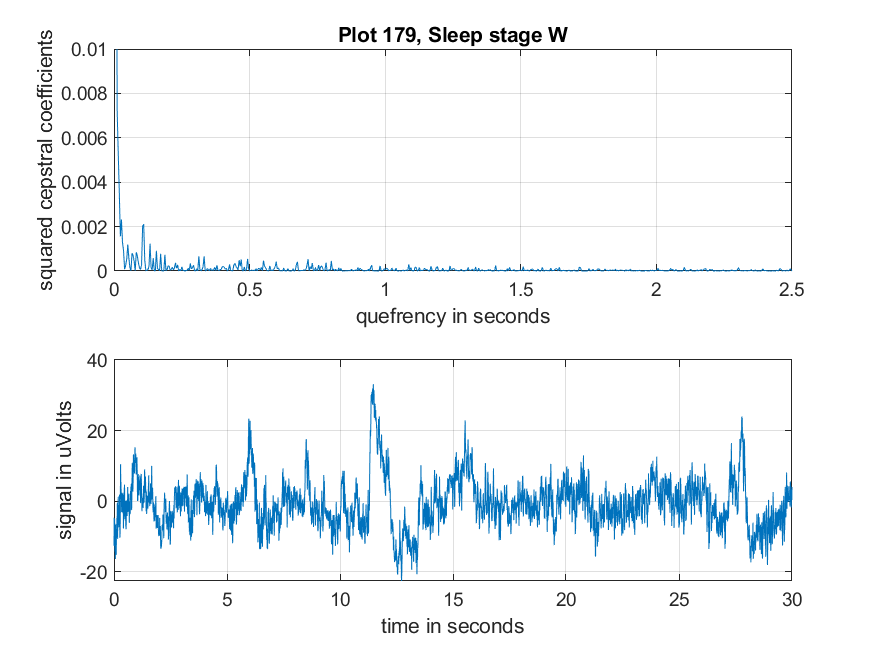 Plot 179, Sleep stage W
squared cepstral coefficients
0.01
0.008
0.006
0.004
0.002
0
0 0.5 1 1.5 2 2.5
quefrency in seconds
signal in uVolts
40
20
0
-20
0 5 10 15 20 25 30
time in seconds